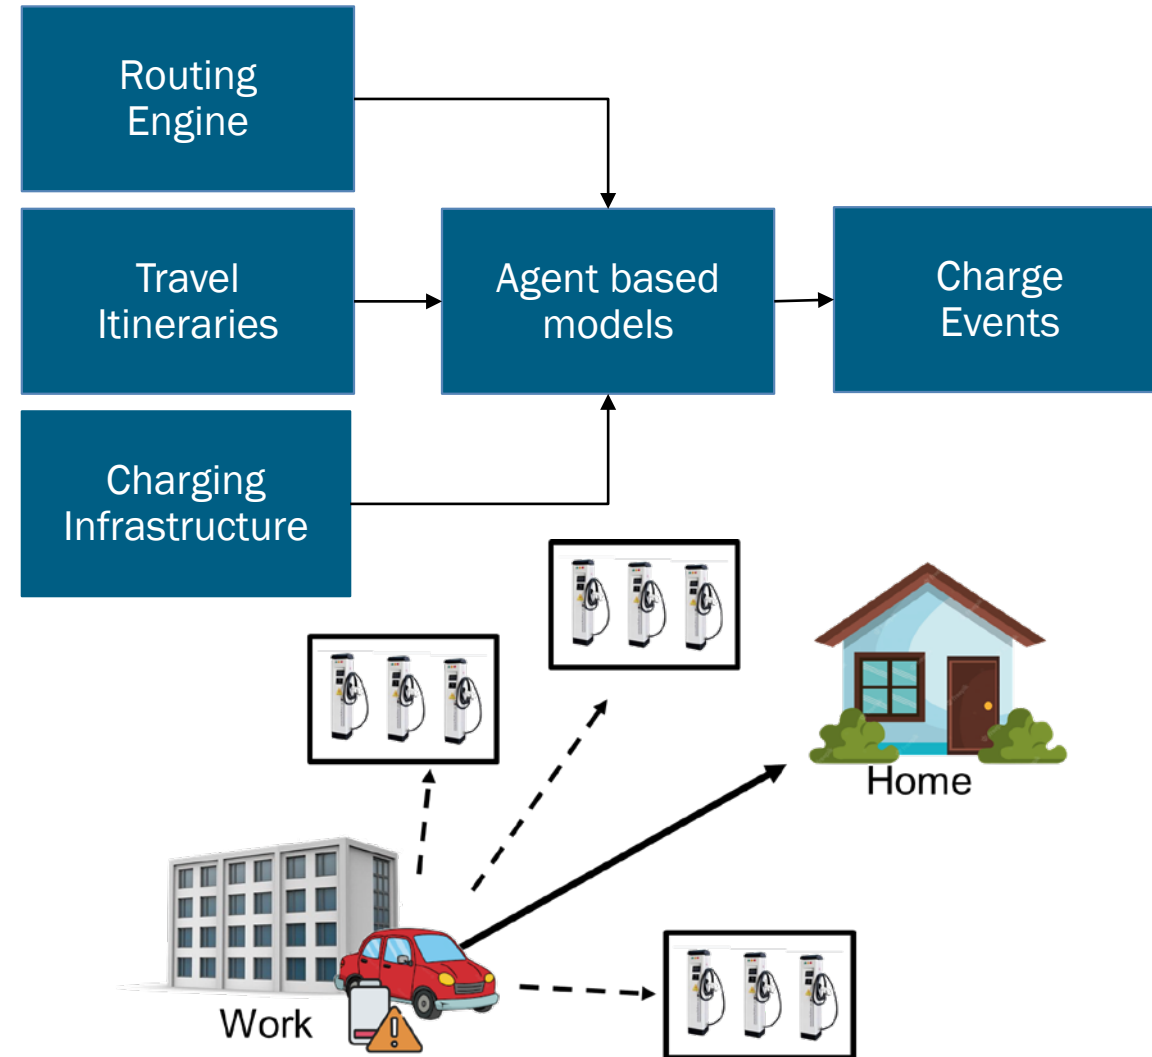 Routing
Engine
Travel
Itineraries
Agent based
models
Charge
Events
Charging
Infrastructure
Home
Work